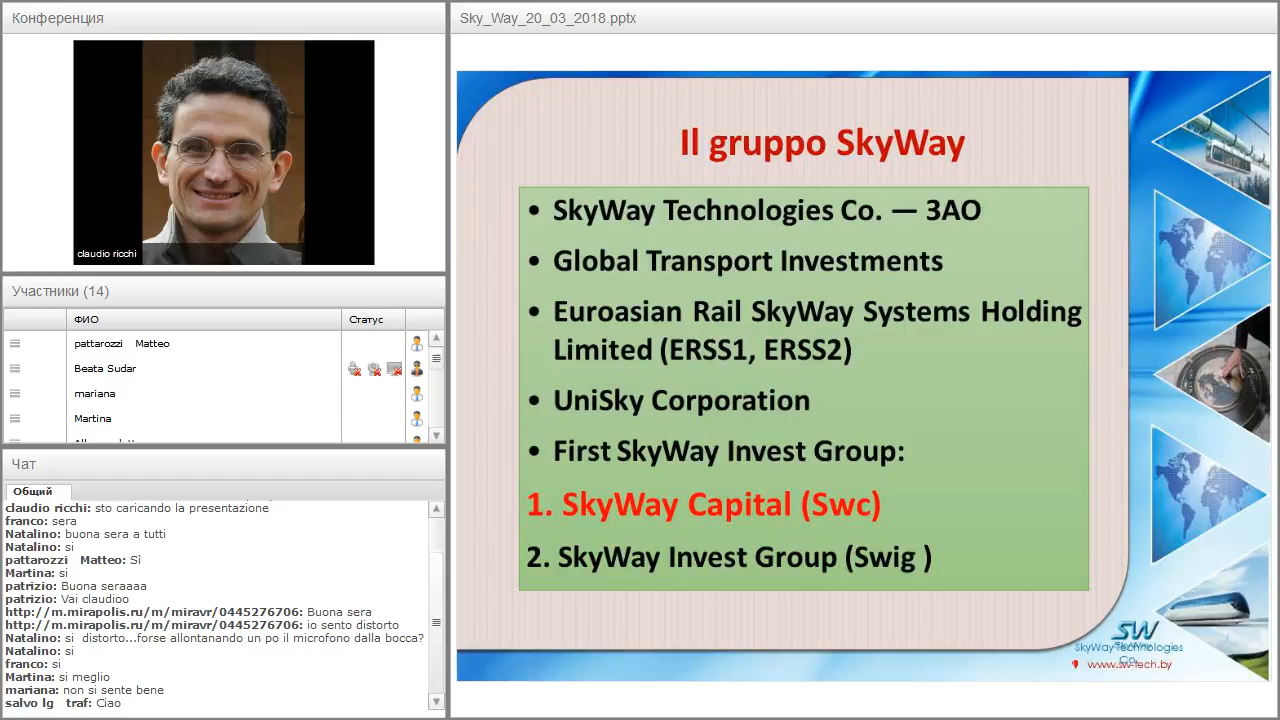 Конференция
claudio ricchi
Участники (14)
ФИО
Статус
pattarozzi Matteo
Beata Sudar
mariana
Martina
Чат
Общий
claudio ricchi: sto caricando la presentazione
franco: sera
Natalino: buona sera a tutti
Natalino: si
pattarozzi Matteo: Sì
Martina: si
patrizio: Buona seraaaa
patrizio: Vai claudioo
http://m.mirapolis.ru/m/miravr/0445276706: Buona sera
http://m.mirapolis.ru/m/miravr/0445276706: io sento distorto
Natalino: si distorto...forse allontanando un po il microfono dalla bocca?
Natalino: si
franco: si
Martina: si meglio
mariana: non si sente bene
salvo lg traf: Ciao
Sky_Way_20_03_2018.pptx
Il gruppo SkyWay
• SkyWay Technologies Co. — ЗАО
• Global Transport Investments
• Euroasian Rail SkyWay Systems Holding
Limited (ERSS1, ERSS2)
• UniSky Corporation
• First SkyWay Invest Group:
1. SkyWay Capital (Swc)
2. SkyWay Invest Group (Swig )
SW
SkyWay Technologies
Co.
www.sw-tech.by